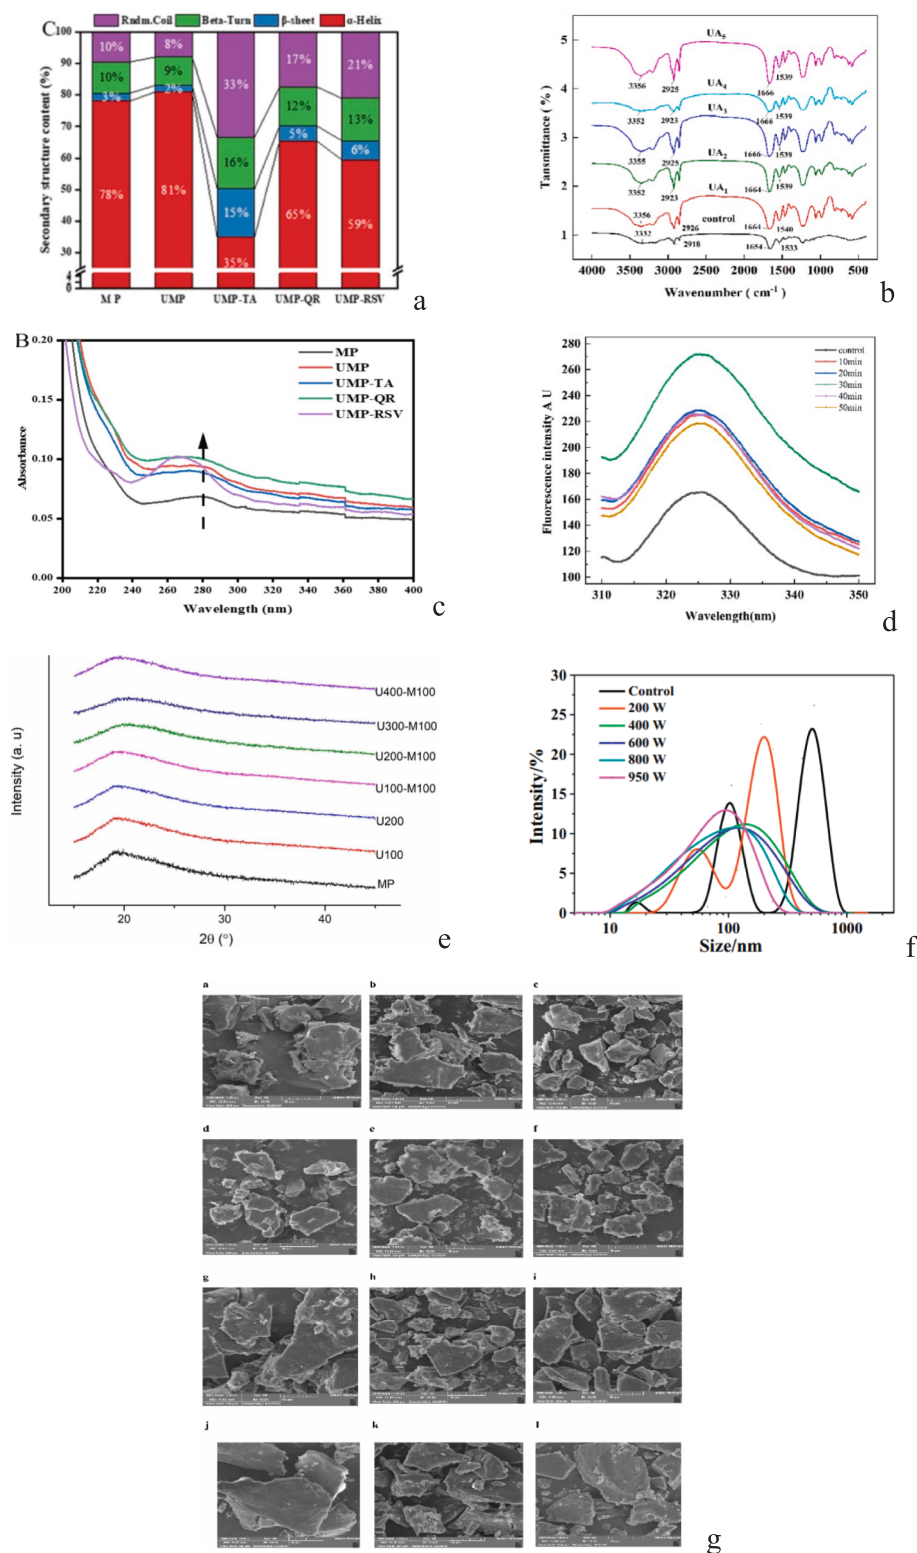 C
Rndm.Coil Beta-Turn β-sheet α-Helix
Secondary structure content (%)
100
90
80
70
60
50
40
30
4
2
0
10% 8% 33% 17% 21%
10% 9% 16% 12% 13%
3% 2% 15% 5% 6%
78% 81% 35% 65% 59%
M P UMP UMP-TA UMP-QR UMP-RSV
a
Tansmittance ( % )
5
4
3
2
1
UA5
3356 2925 1666 1539
UA4
3352 2923 1666 1539
UA3
3355 2925 1666 1539
UA2
3352 2923 1664 1539
UA1
3356 2926 1664 1540
control
3332 2918 1654 1533
4000 3500 3000 2500 2000 1500 1000 500
Wavenumber ( cm-1 )
b
B
Absorbance
0.20
0.15
0.10
0.05
0.00
MP
UMP
UMP-TA
UMP-QR
UMP-RSV
200 220 240 260 280 300 320 340 360 380 400
Wavelength (nm)
c
Fluorescence intensity A U
280
260
240
220
200
180
160
140
120
100
control
10min
20min
30min
40min
50min
310 320 330 340 350
Wavelength(nm)
d
Intensity (a. u)
U400-M100
U300-M100
U200-M100
U100-M100
U200
U100
MP
20 30 40
2θ (°)
e
Intensity/%
30
25
20
15
10
5
0
Control
200 W
400 W
600 W
800 W
950 W
10 100 1000
Size/nm
f
a b c
d e f
g h i
j k l
g